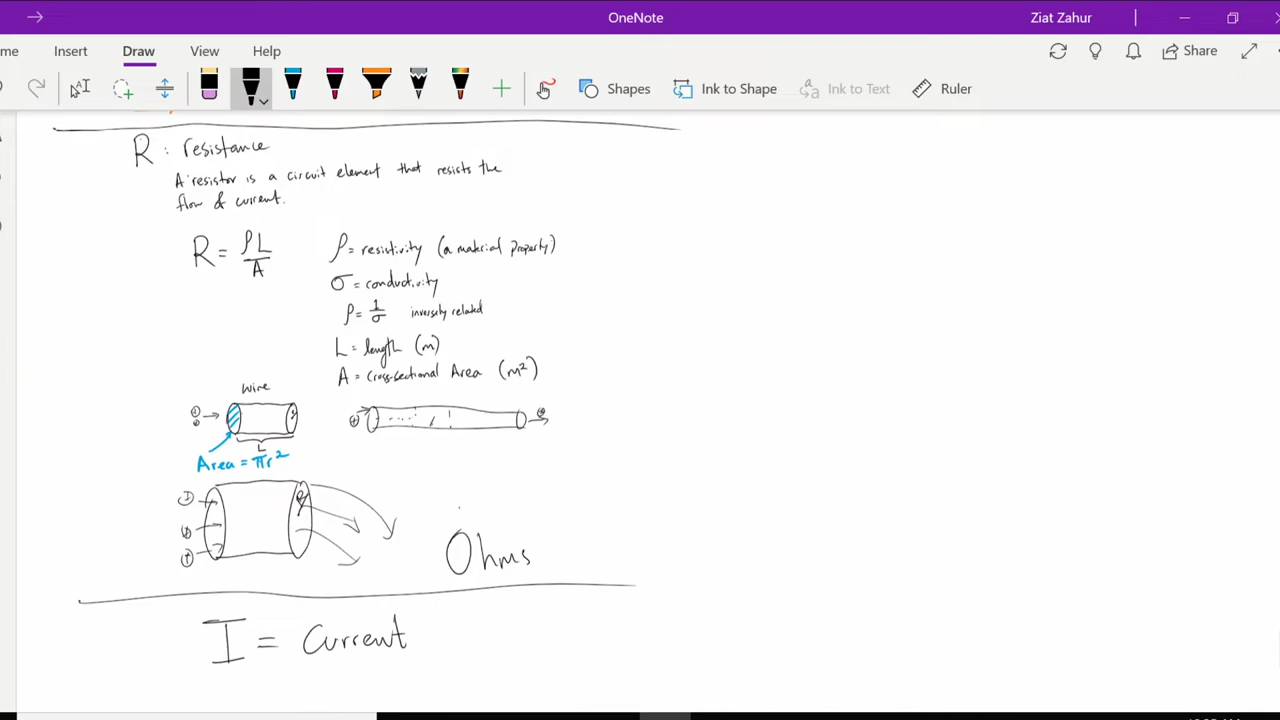 OneNote
Ziat Zahur
Insert
Draw
View
Help
Share
Shapes
Ink to Shape
Ink to Text
Ruler
R : resistance
A resistor is a circuit element that resists the
flow of current.
R = ρL/A
ρ = resistivity (a material property)
σ = conductivity
ρ = 1/σ inversely related
L = length (m)
A = cross-sectional Area (m²)
wire
L
Area = πr²
Ohms
I = Current